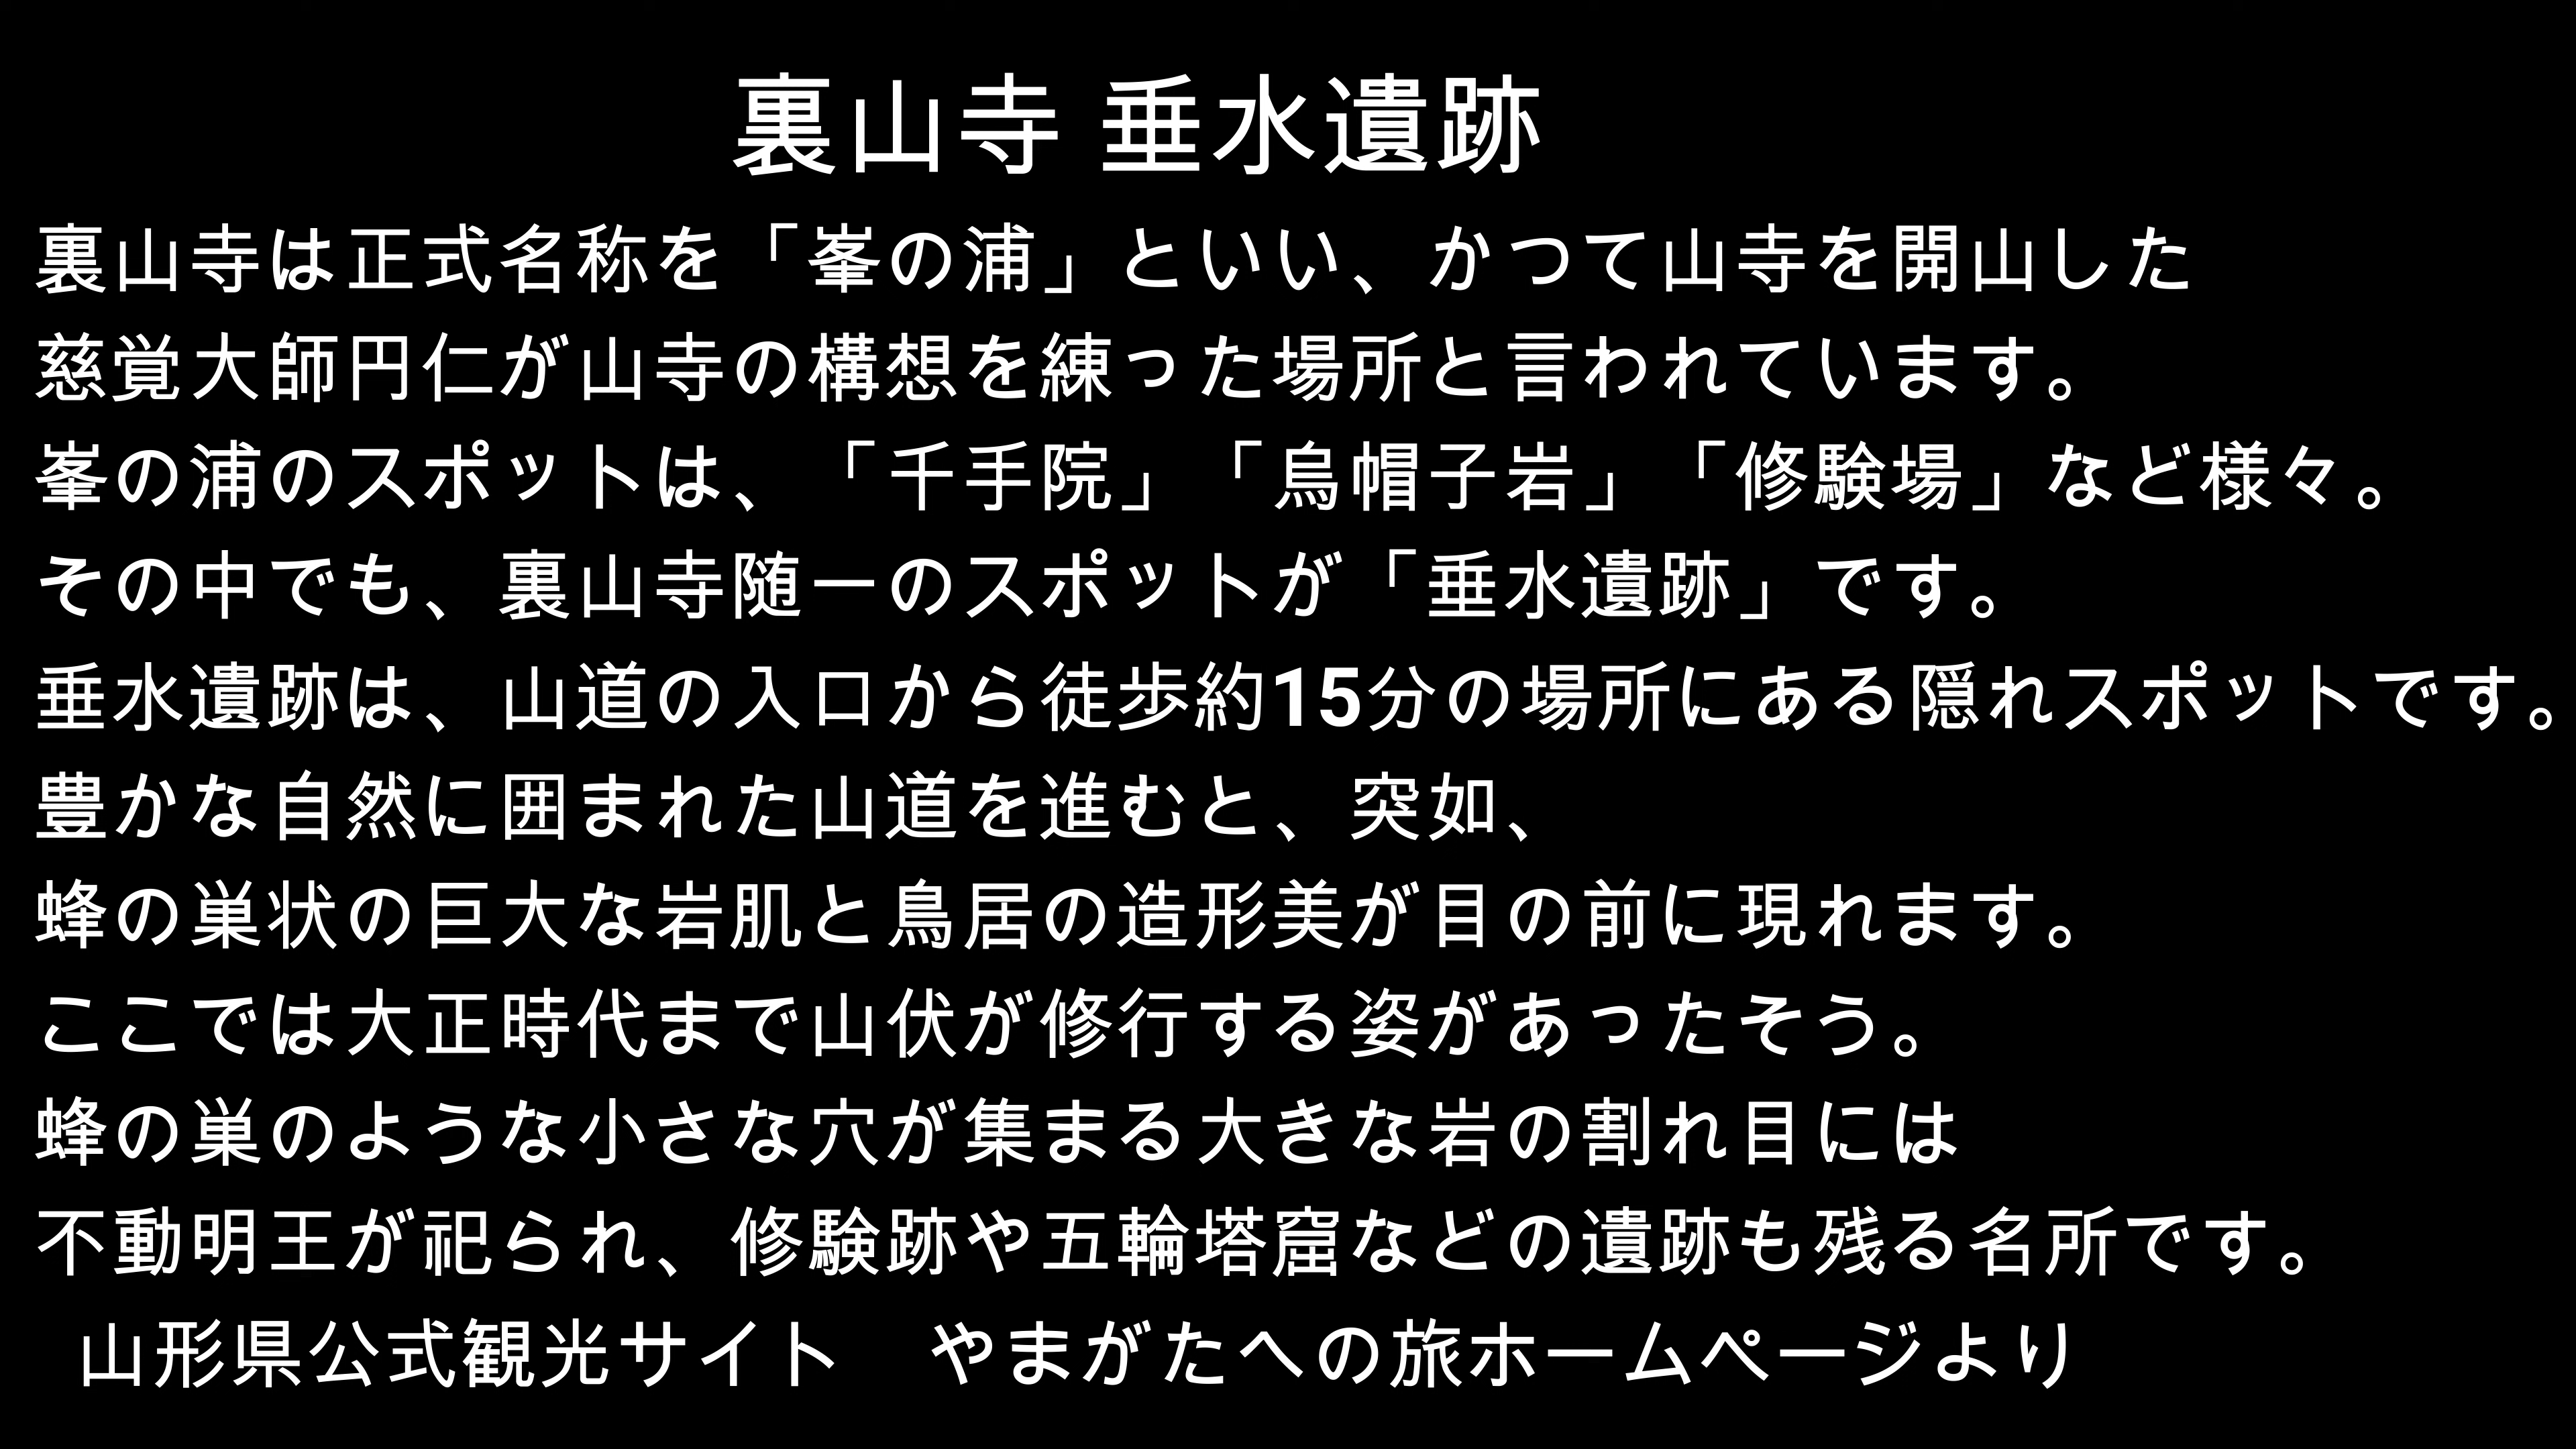 裏山寺 垂水遺跡
裏山寺は正式名称を「峯の浦」といい、かつて山寺を開山した
慈覚大師円仁が山寺の構想を練った場所と言われています。
峯の浦のスポットは、「千手院」「烏帽子岩」「修験場」など様々。
その中でも、裏山寺随一のスポットが「垂水遺跡」です。
垂水遺跡は、山道の入口から徒歩約15分の場所にある隠れスポットです。
豊かな自然に囲まれた山道を進むと、突如、
蜂の巣状の巨大な岩肌と鳥居の造形美が目の前に現れます。
ここでは大正時代まで山伏が修行する姿があったそう。
蜂の巣のような小さな穴が集まる大きな岩の割れ目には
不動明王が祀られ、修験跡や五輪塔窟などの遺跡も残る名所です。
山形県公式観光サイト　やまがたへの旅ホームページより